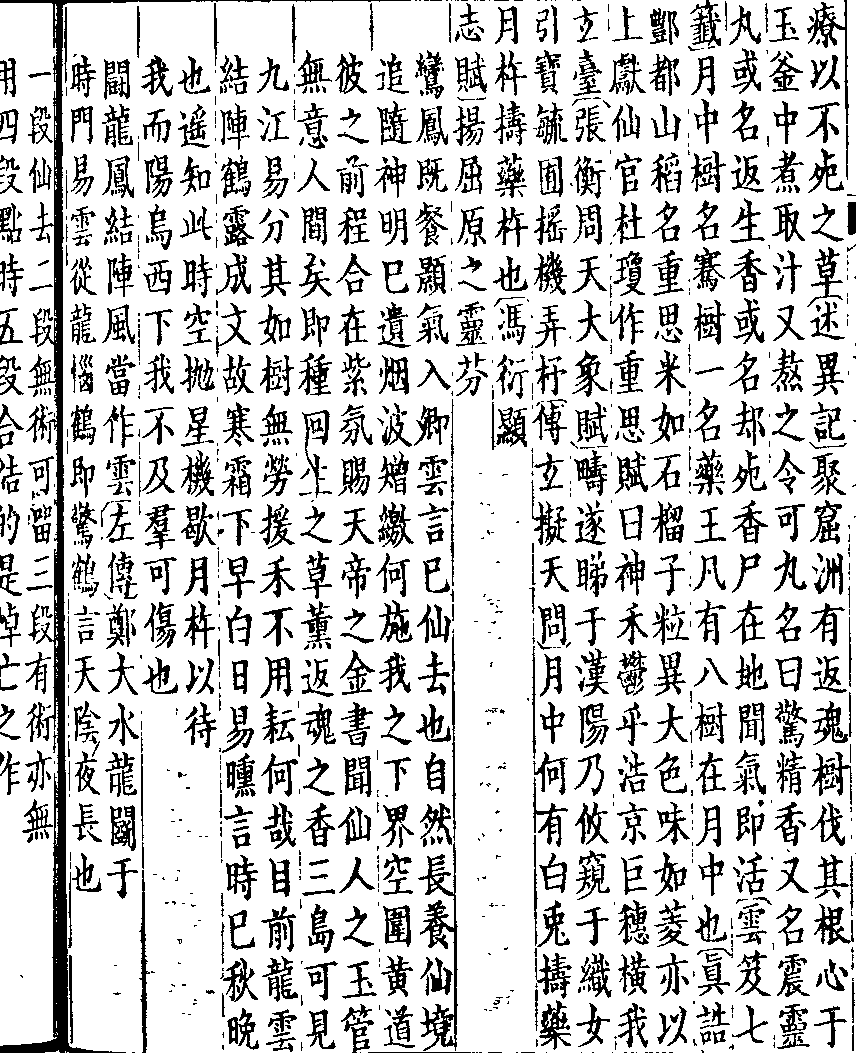 療以不死之草述異記聚窟洲有返魂樹伐其根心于
玉釜中煮取汁又熬之令可丸名曰驚精香又名震靈
丸或名返生香或名却死香尸在地聞氣即活雲笈七
籤月中樹名騫樹一名藥王凡有八樹在月中也真誥
酆都山稻名重思米如石榴子粒異大色味如菱亦以
上獻仙官杜瓊作重思賦曰神禾鬱乎浩京巨穗橫我
玄臺張衡周天大象賦疇遂睇于漢陽乃攸窺于織女
引寶毓囿摇機弄杼傅玄擬天問月中何有白兎擣藥
月杵擣藥杵也馮衍顯
志賦揚屈原之靈芬
鸞鳳既餐顥氣入卿雲言已仙去也自然長養仙境
追隨神明已遺烟波矰繳何施我之下界空圍黄道
彼之前程合在紫氛賜天帝之金書聞仙人之玉管
無意人間矣即種回生之草薰返魂之香三島可見
九江易分其如樹無勞援禾不用耘何哉目前龍雲
結陣鶴露成文故寒霜下早白日易曛言時已秋晚
也遥知此時空抛星機歇月杵以待
我而陽烏西下我不及羣可傷也
鬬龍鳳結陣風當作雲左傳鄭大水龍鬬于
時門易雲從龍惱鶴即驚鶴言天陰夜長也
一段仙去二段無術可留三段有術亦無
用四段點時五段合結的是悼亡之作